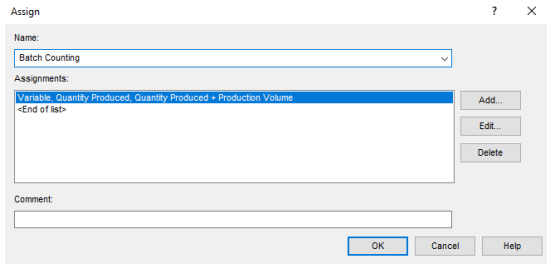 Assign
?
X
Name:
Batch Counting
Assignments:
Variable, Quantity Produced, Quantity Produced + Production Volume
<End of list>
Add...
Edit...
Delete
Comment:
OK
Cancel
Help